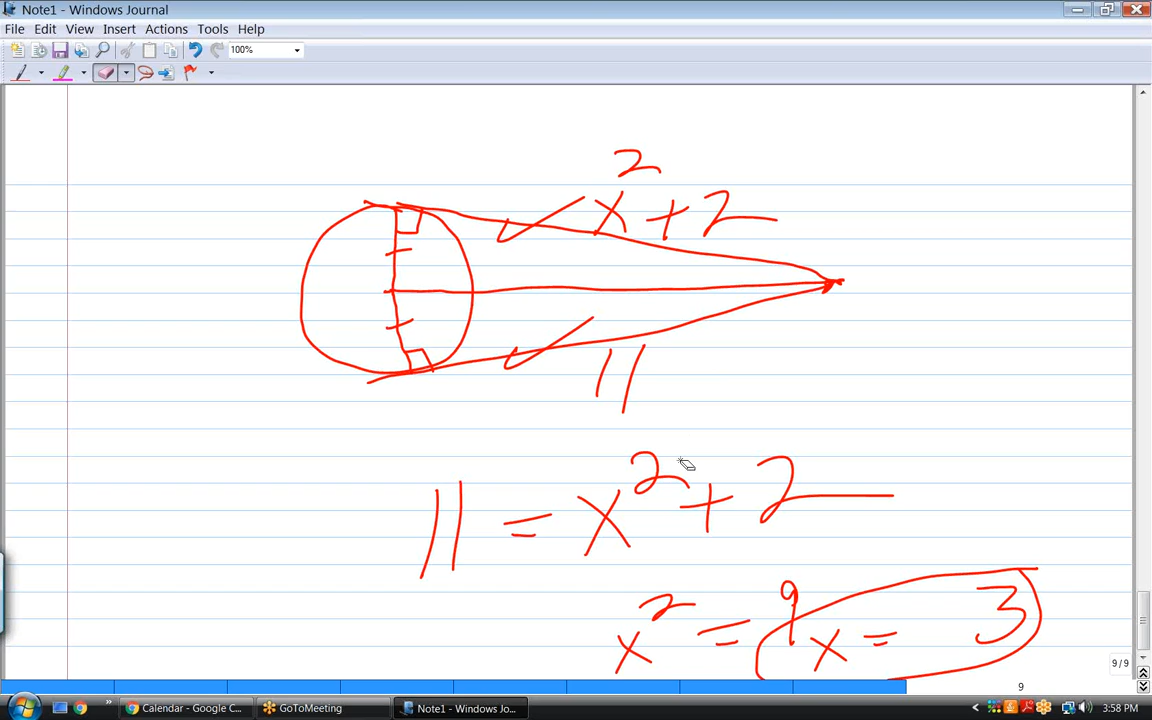 Note1 - Windows Journal
File Edit View Insert Actions Tools Help
100%
x² + 2
11
11 = x² + 2
x² = 9 x = 3
9/9
9
Calendar - Google C...
GoToMeeting
Note1 - Windows Jo...
3:58 PM